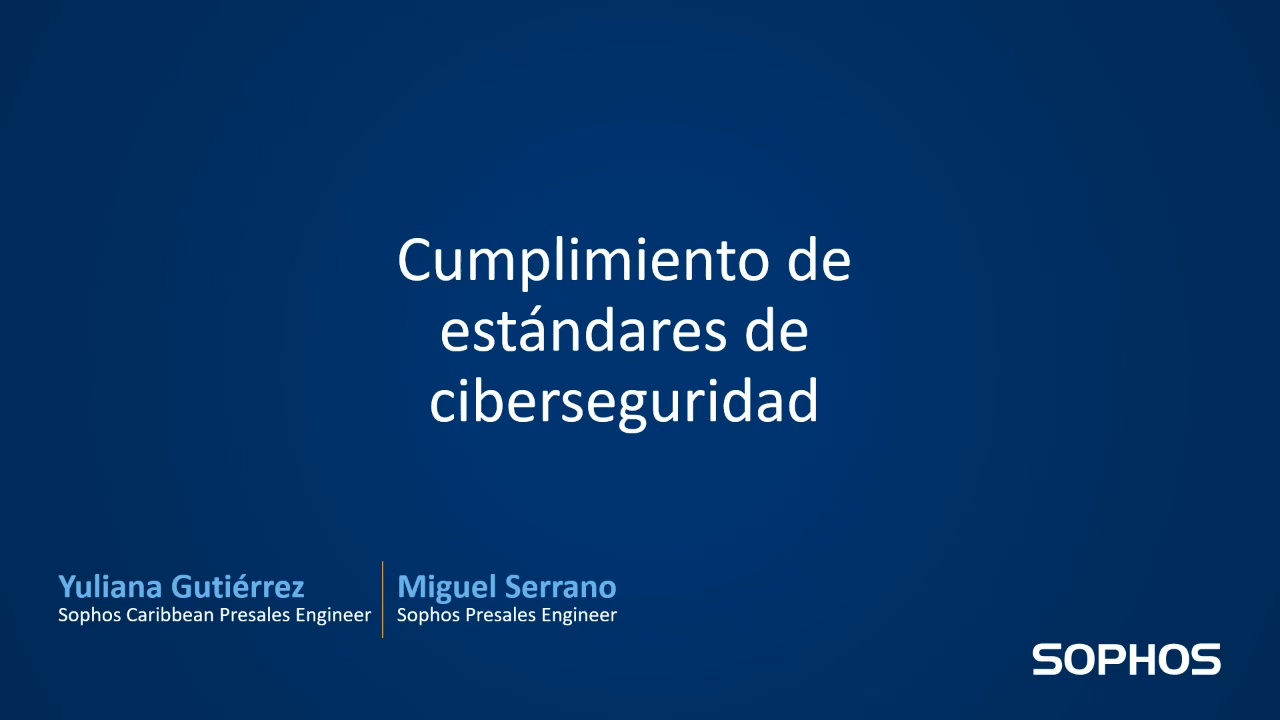 Cumplimiento de
estándares de
ciberseguridad
Yuliana Gutiérrez
Sophos Caribbean Presales Engineer
Miguel Serrano
Sophos Presales Engineer
SOPHOS